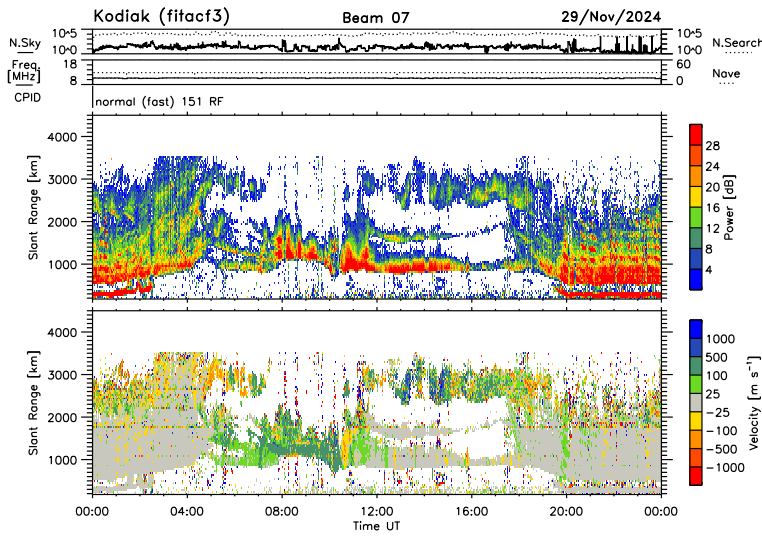 Kodiak (fitacf3) Beam 07 29/Nov/2024
N.Sky 10+5 10+0 10+5 10+0 N.Search
Freq. [MHz] 18 8 60 0 Nave
CPID normal (fast) 151 RF
Slant Range [km] 4000 3000 2000 1000
Power [dB] 28 24 20 16 12 8 4
Slant Range [km] 4000 3000 2000 1000
Velocity [m s⁻¹] 1000 500 100 25 −25 −100 −500 −1000
00:00 04:00 08:00 12:00 16:00 20:00 00:00
Time UT